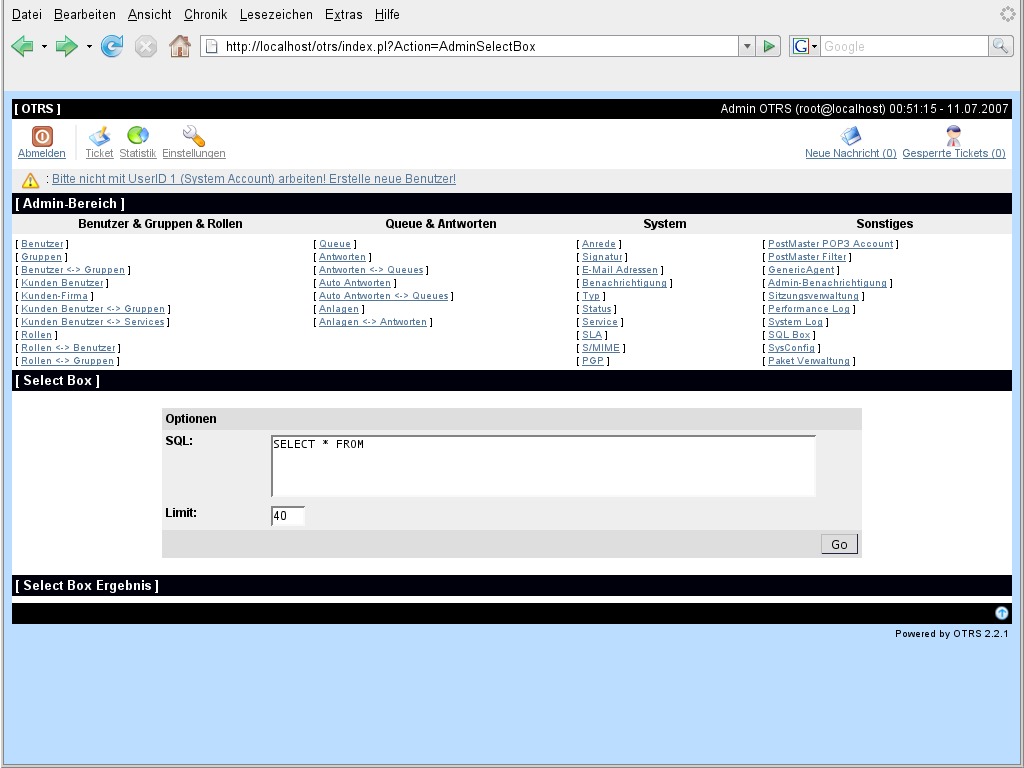 Datei Bearbeiten Ansicht Chronik Lesezeichen Extras Hilfe
http://localhost/otrs/index.pl?Action=AdminSelectBox
G Google
[ OTRS ] Admin OTRS (root@localhost) 00:51:15 - 11.07.2007
Abmelden Ticket Statistik Einstellungen Neue Nachricht (0) Gesperrte Tickets (0)
: Bitte nicht mit UserID 1 (System Account) arbeiten! Erstelle neue Benutzer!
[ Admin-Bereich ]
Benutzer & Gruppen & Rollen Queue & Antworten System Sonstiges
[ Benutzer ] [ Queue ] [ Anrede ] [ PostMaster POP3 Account ]
[ Gruppen ] [ Antworten ] [ Signatur ] [ PostMaster Filter ]
[ Benutzer <-> Gruppen ] [ Antworten <-> Queues ] [ E-Mail Adressen ] [ GenericAgent ]
[ Kunden Benutzer ] [ Auto Antworten ] [ Benachrichtigung ] [ Admin-Benachrichtigung ]
[ Kunden-Firma ] [ Auto Antworten <-> Queues ] [ Typ ] [ Sitzungsverwaltung ]
[ Kunden Benutzer <-> Gruppen ] [ Anlagen ] [ Status ] [ Performance Log ]
[ Kunden Benutzer <-> Services ] [ Anlagen <-> Antworten ] [ Service ] [ System Log ]
[ Rollen ] [ SLA ] [ SQL Box ]
[ Rollen <-> Benutzer ] [ S/MIME ] [ SysConfig ]
[ Rollen <-> Gruppen ] [ PGP ] [ Paket Verwaltung ]
[ Select Box ]
Optionen
SQL: SELECT * FROM
Limit: 40
Go
[ Select Box Ergebnis ]
Powered by OTRS 2.2.1